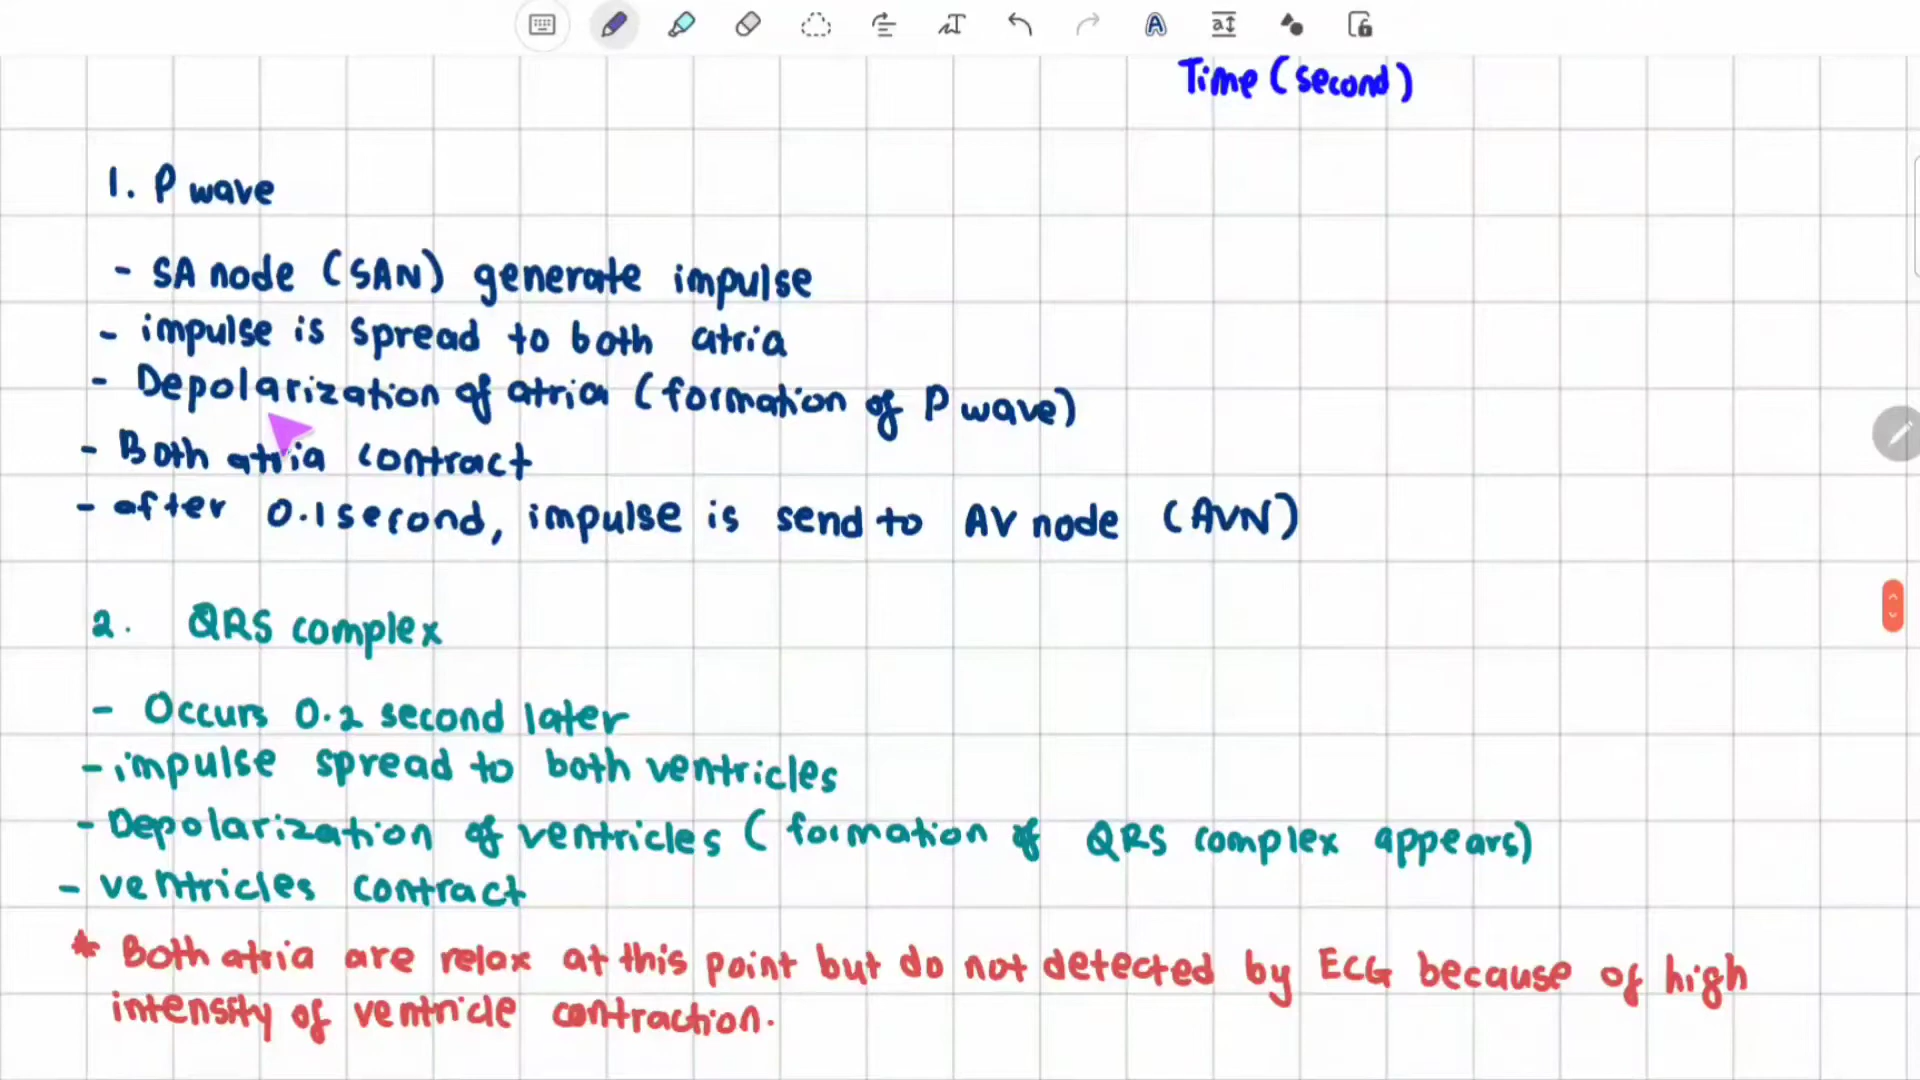 Time (second)
1. P wave
- SA node (SAN) generate impulse
- impulse is spread to both atria
- Depolarization of atria (formation of P wave)
- Both atria contract
- after 0.1 second, impulse is send to AV node (AVN)
2. QRS complex
- Occurs 0.2 second later
- impulse spread to both ventricles
- Depolarization of ventricles (formation of QRS complex appears)
- ventricles contract
* Both atria are relax at this point but do not detected by ECG because of high
intensity of ventricle contraction.